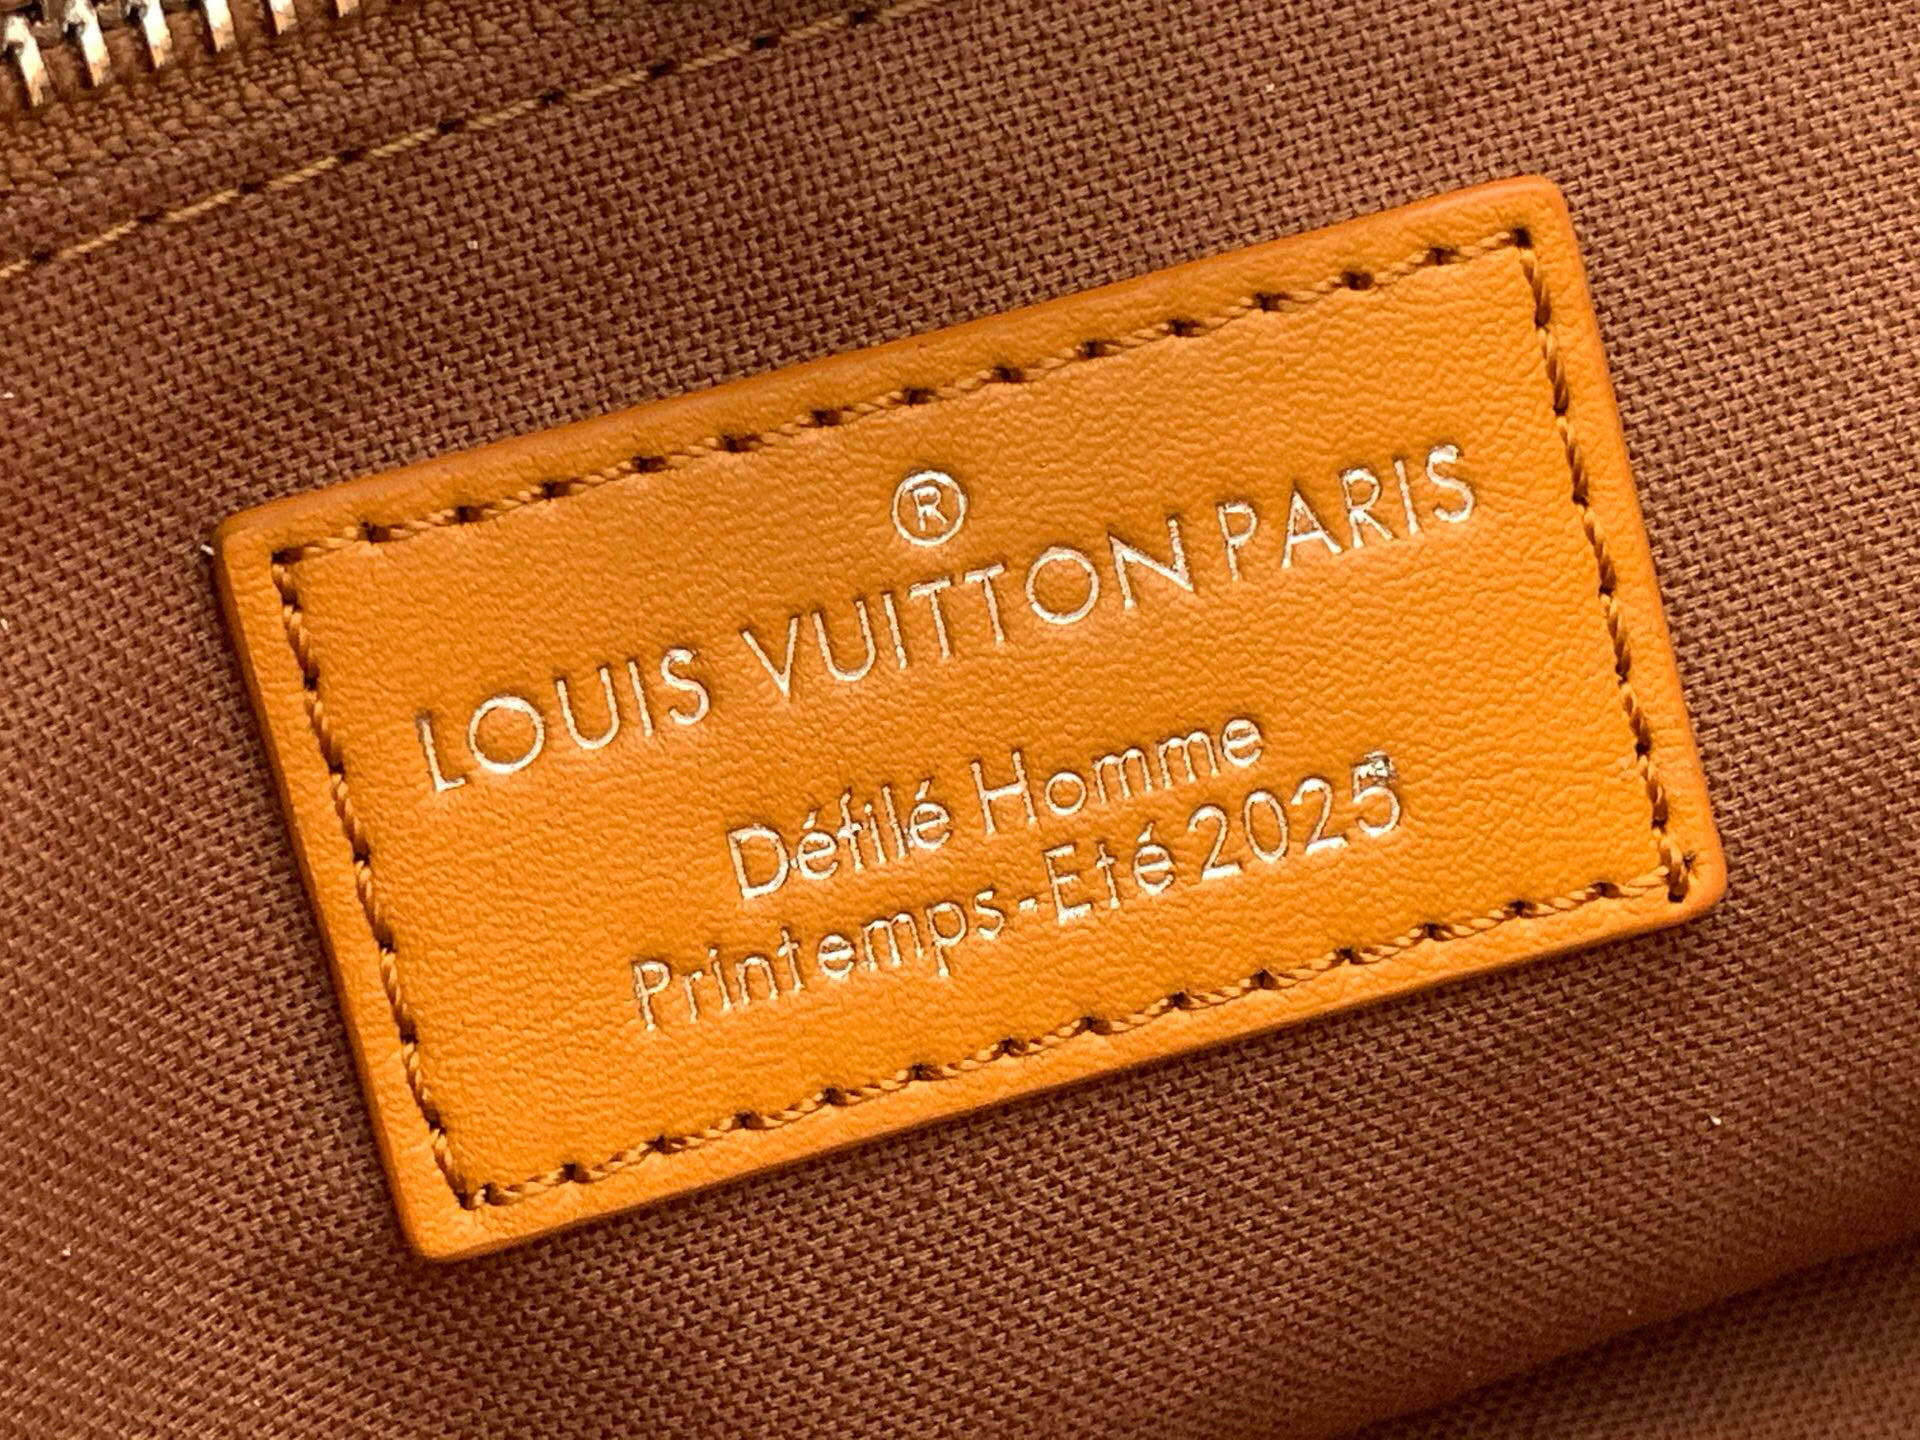 ®
LOUIS VUITTON PARIS
Défilé Homme
Printemps-Eté 2025